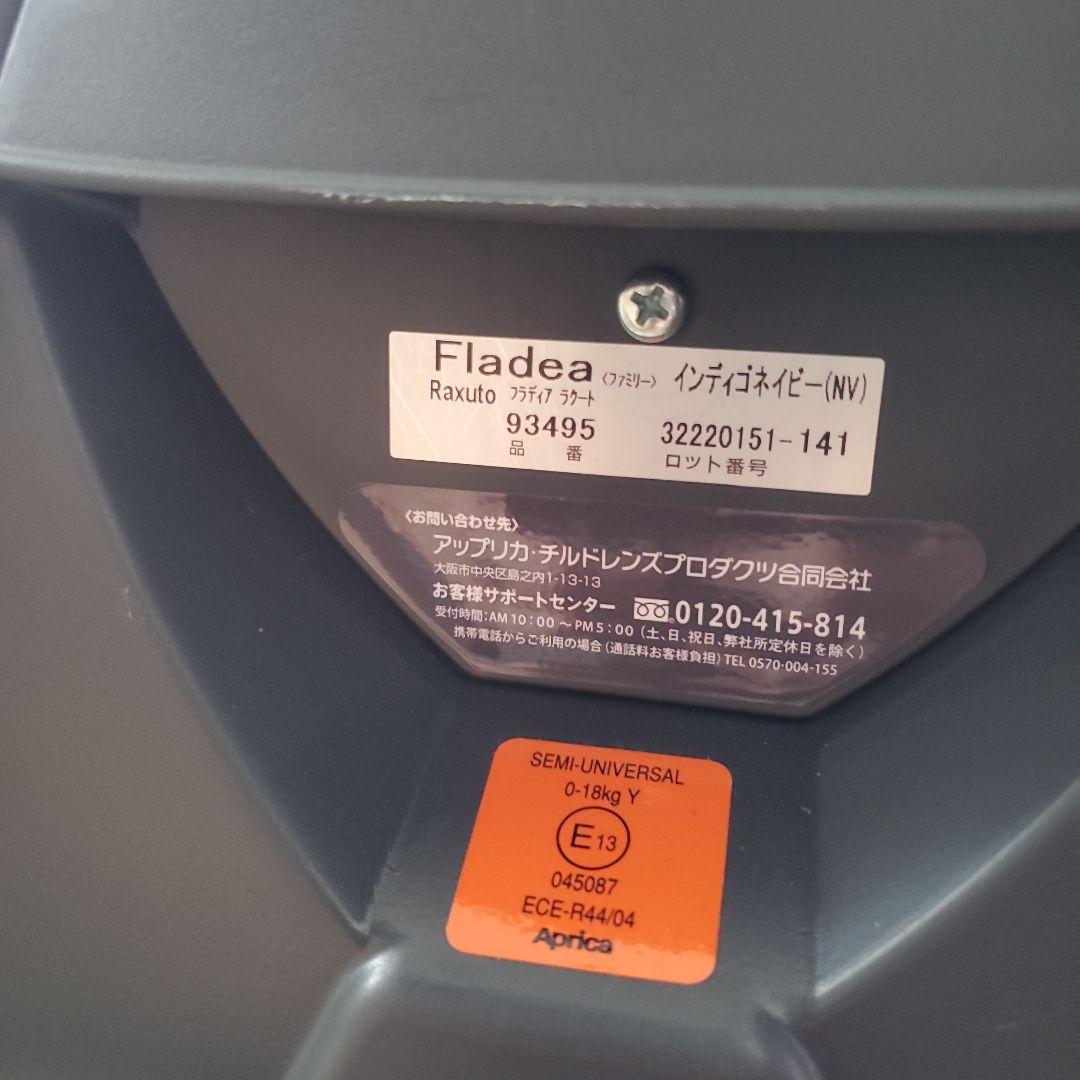 Fladea 〈ファミリー〉 インディゴネイビー(NV)
Raxuto フラディア ラクート
93495 32220151-141
品 番 ロット番号
〈お問い合わせ先〉
アップリカ・チルドレンズプロダクツ合同会社
大阪市中央区島之内1-13-13
お客様サポートセンター 0120-415-814
受付時間:AM10:00～PM5:00(土、日、祝日、弊社所定休日を除く)
携帯電話からご利用の場合(通話料お客様負担)TEL 0570-004-155
SEMI-UNIVERSAL
0-18kg Y
E 13
045087
ECE-R44/04
Aprica